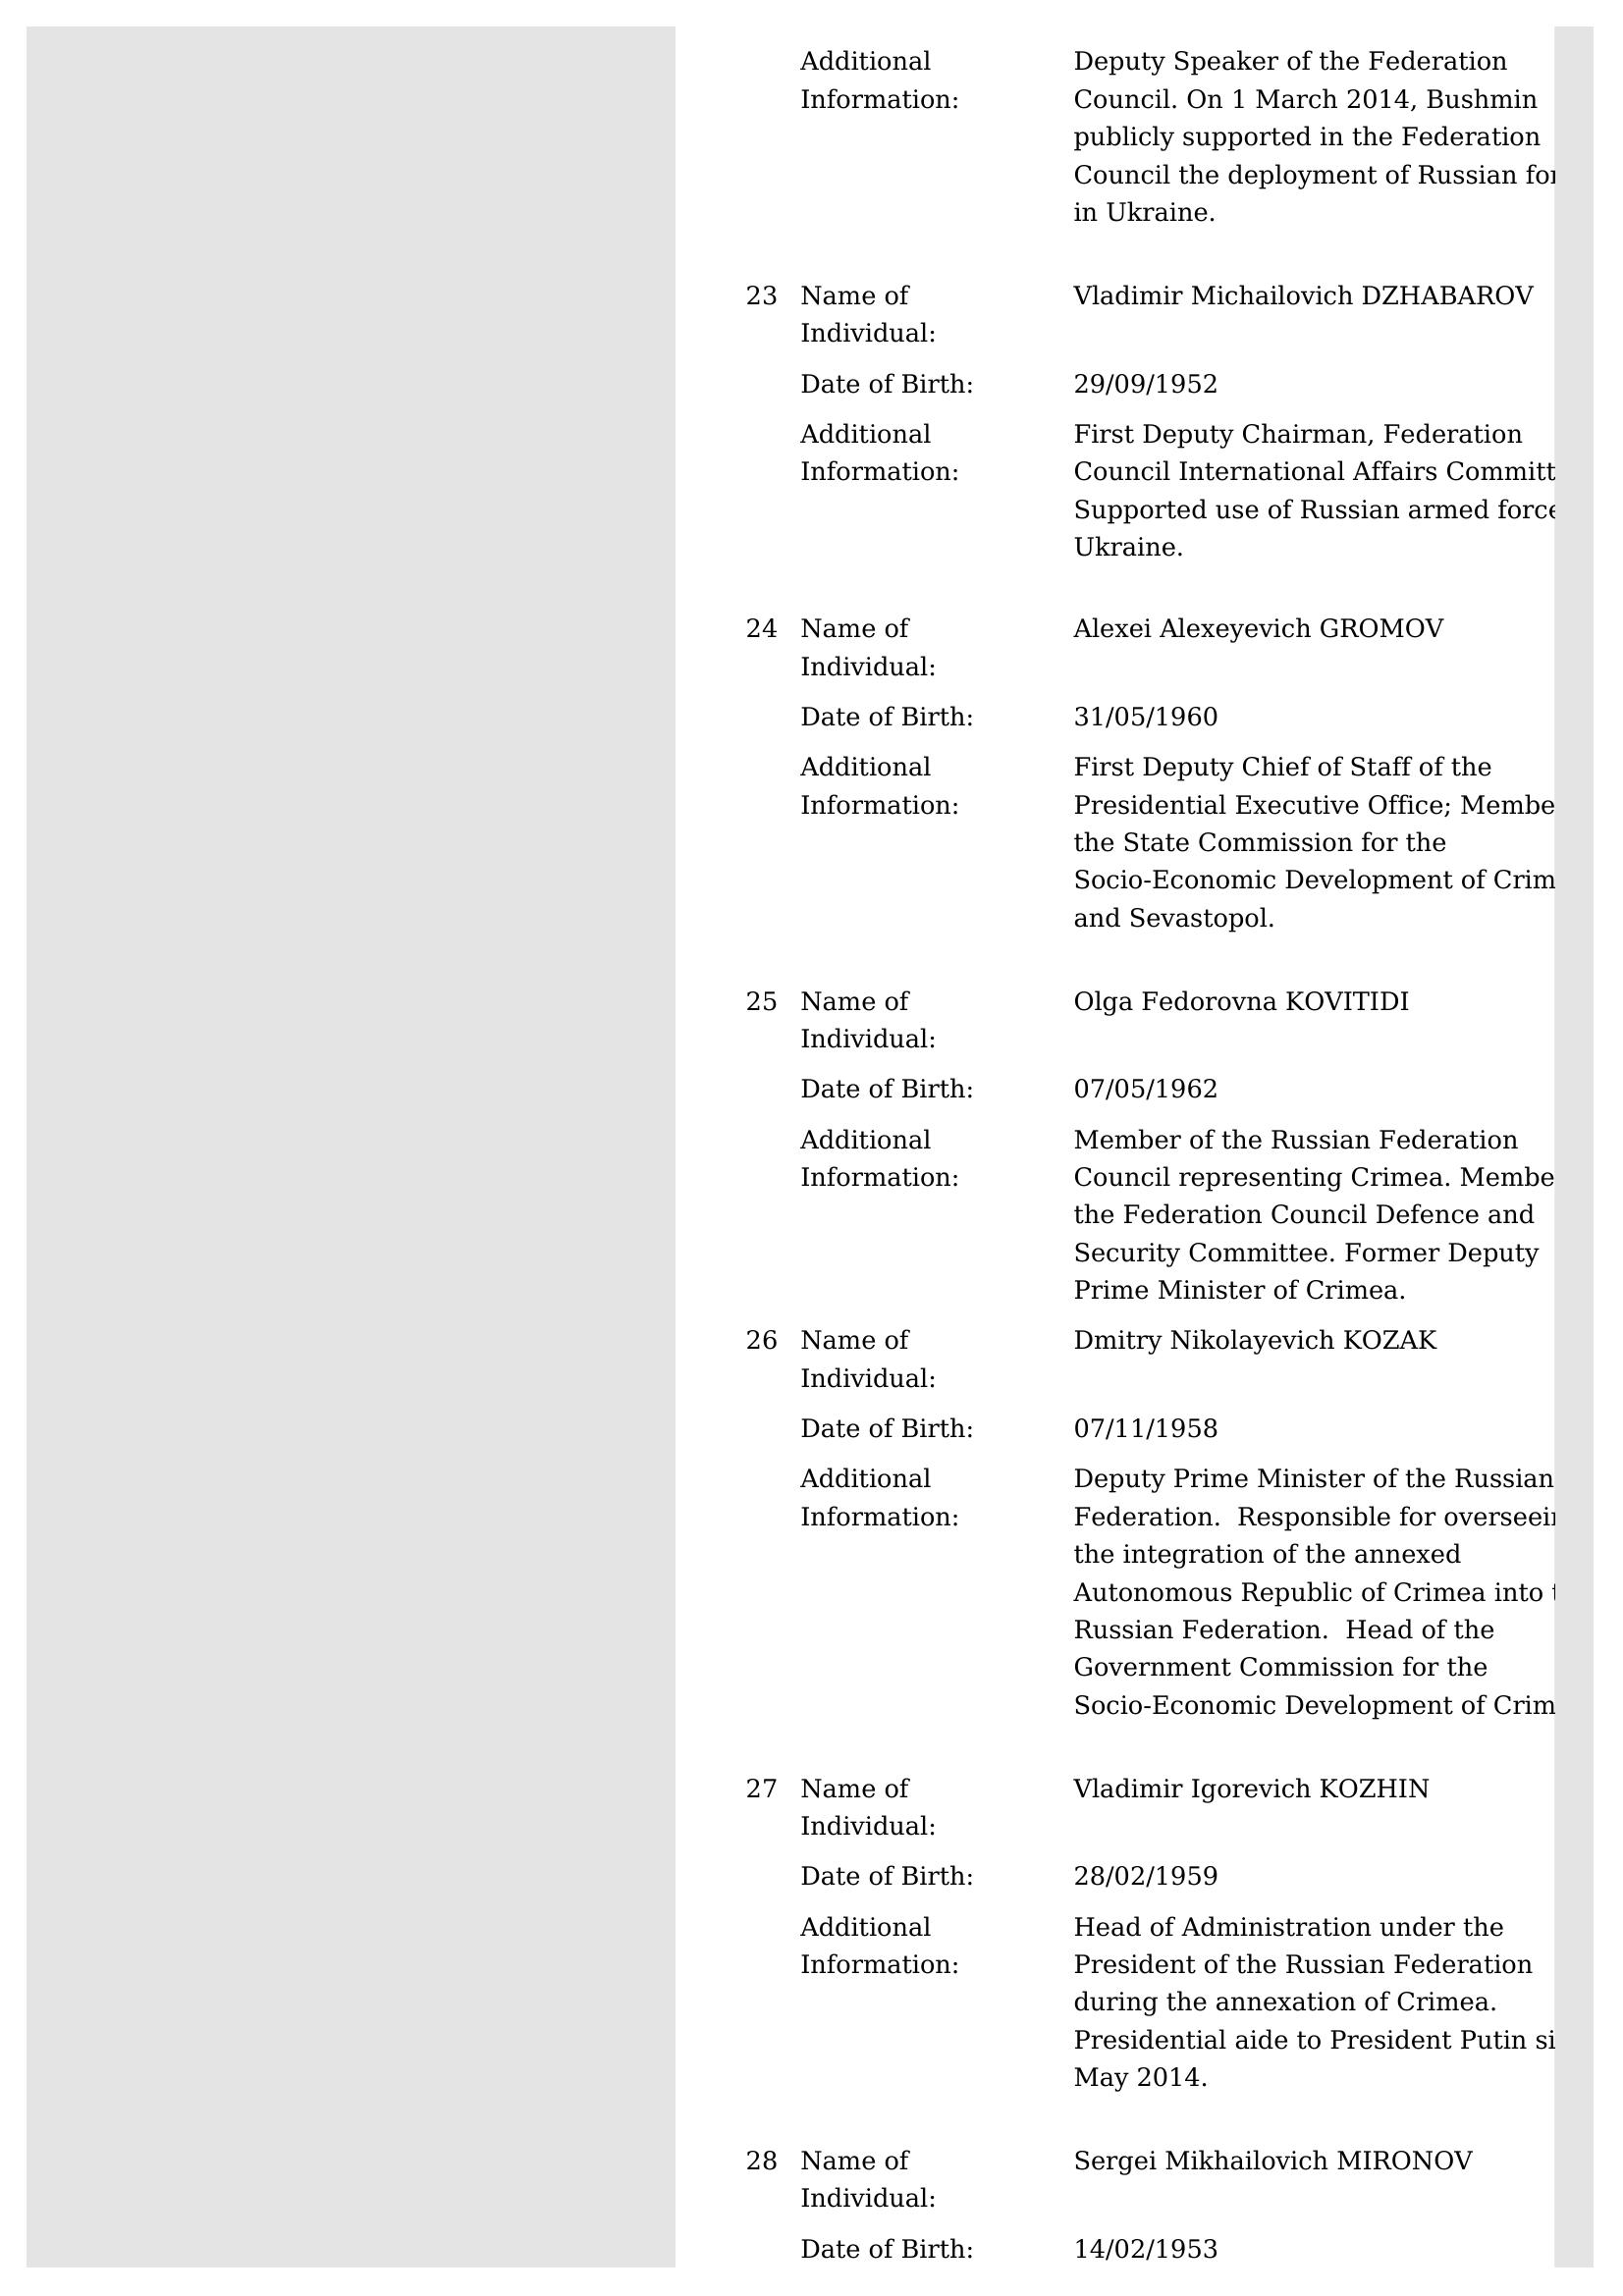 Additional
Information:
Deputy Speaker of the Federation
Council. On 1 March 2014, Bushmin
publicly supported in the Federation
Council the deployment of Russian for
in Ukraine.
23
Name of
Individual:
Vladimir Michailovich DZHABAROV
Date of Birth:
29/09/1952
Additional
Information:
First Deputy Chairman, Federation
Council International Affairs Committ
Supported use of Russian armed force
Ukraine.
24
Name of
Individual:
Alexei Alexeyevich GROMOV
Date of Birth:
31/05/1960
Additional
Information:
First Deputy Chief of Staff of the
Presidential Executive Office; Membe
the State Commission for the
Socio-Economic Development of Crim
and Sevastopol.
25
Name of
Individual:
Olga Fedorovna KOVITIDI
Date of Birth:
07/05/1962
Additional
Information:
Member of the Russian Federation
Council representing Crimea. Membe
the Federation Council Defence and
Security Committee. Former Deputy
Prime Minister of Crimea.
26
Name of
Individual:
Dmitry Nikolayevich KOZAK
Date of Birth:
07/11/1958
Additional
Information:
Deputy Prime Minister of the Russian
Federation.  Responsible for overseei
the integration of the annexed
Autonomous Republic of Crimea into t
Russian Federation.  Head of the
Government Commission for the
Socio-Economic Development of Crim
27
Name of
Individual:
Vladimir Igorevich KOZHIN
Date of Birth:
28/02/1959
Additional
Information:
Head of Administration under the
President of the Russian Federation
during the annexation of Crimea.
Presidential aide to President Putin si
May 2014.
28
Name of
Individual:
Sergei Mikhailovich MIRONOV
Date of Birth:
14/02/1953